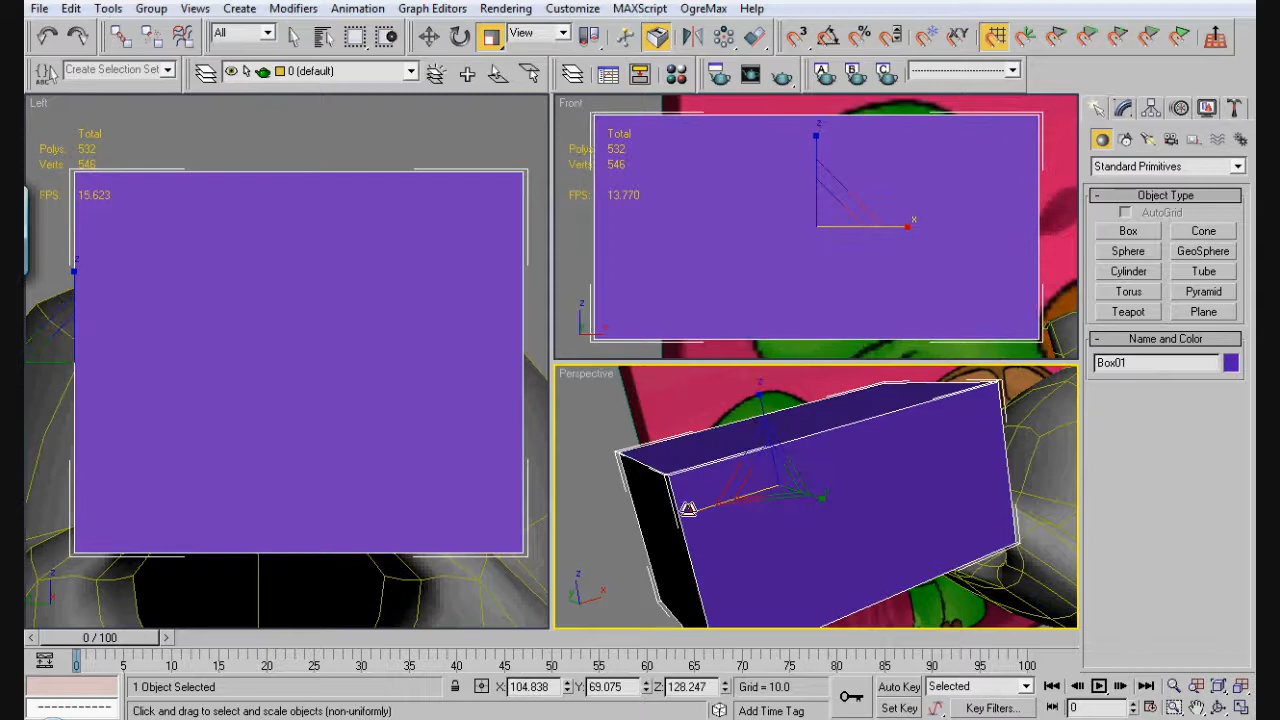 File Edit Tools Group Views Create Modifiers Animation Graph Editors Rendering Customize MAXScript OgreMax Help
All View
ABC Create Selection Set 0 (default) A B C
Left
Total
Polys: 532
Verts: 546
FPS: 15.623
z
z
x
Front
Total
Polys: 532
Verts: 546
FPS: 13.770
z
x
z
x
Perspective
z
z
x
Standard Primitives
- Object Type
AutoGrid
Box Cone
Sphere GeoSphere
Cylinder Tube
Torus Pyramid
Teapot Plane
- Name and Color
Box01
< 0 / 100 >
0 5 10 15 20 25 30 35 40 45 50 55 60 65 70 75 80 85 90 95 100
1 Object Selected X: 104.838 Y: 69.075 Z: 128.247 Grid = 10.0 Auto Key Selected
Click and drag to select and scale objects (non-uniformly) Add Time Tag Set Key Key Filters... 0